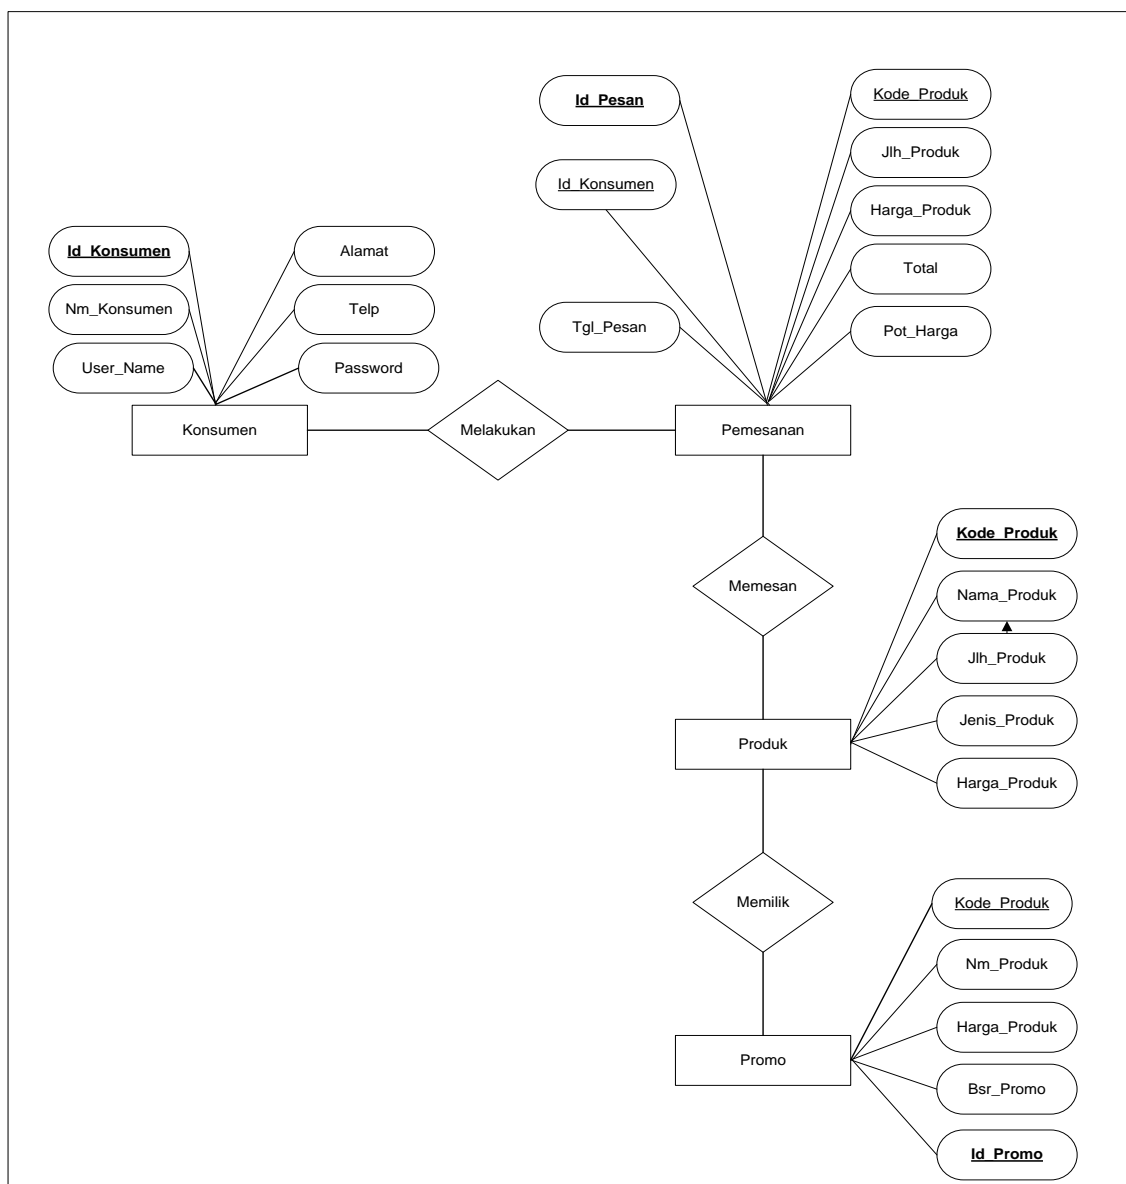 Id_Pesan
Kode_Produk
Jlh_Produk
Id_Konsumen
Harga_Produk
Id_Konsumen
Alamat
Total
Nm_Konsumen
Telp
Tgl_Pesan
Pot_Harga
User_Name
Password
Konsumen
Melakukan
Pemesanan
Kode_Produk
Memesan
Nama_Produk
Jlh_Produk
Jenis_Produk
Produk
Harga_Produk
Kode_Produk
Memilik
Nm_Produk
Harga_Produk
Promo
Bsr_Promo
Id_Promo